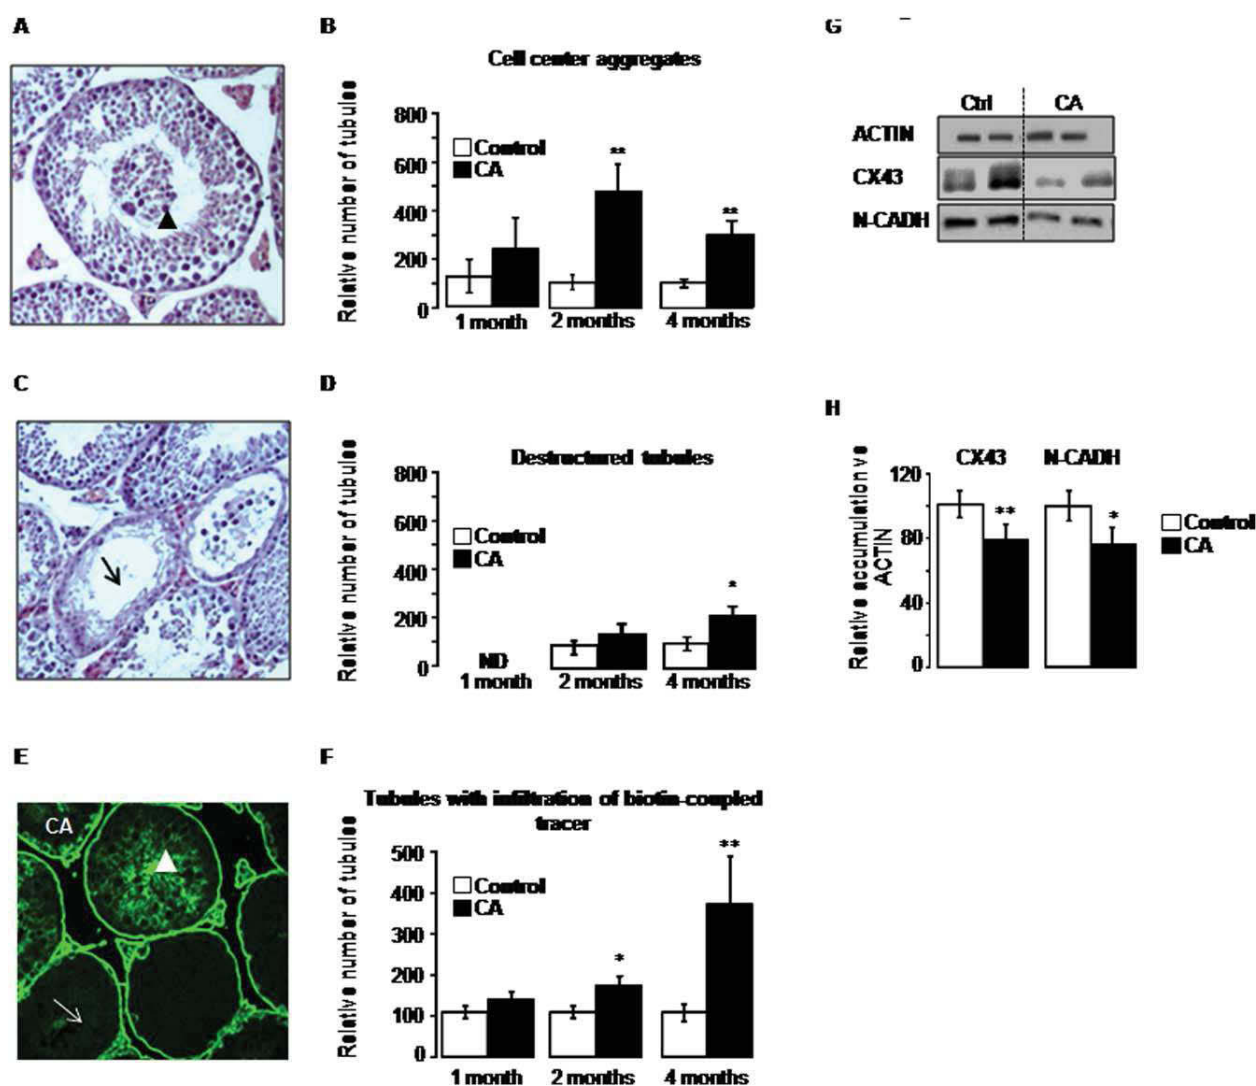 A
B
Cell center aggregates
Relative number of tubules
800
600
400
200
0
Control
CA
**
**
1 month
2 months
4 months
C
D
Destructured tubules
Relative number of tubules
800
600
400
200
0
Control
CA
*
ND
1 month
2 months
4 months
E
CA
F
Tubules with infiltration of biotin-coupled
tracer
Relative number of tubules
500
400
300
200
100
0
Control
CA
*
**
1 month
2 months
4 months
G
Ctrl CA
ACTIN
CX43
N-CADH
H
CX43 N-CADH
Relative accumulation vs
ACTIN
120
80
40
0
**
*
Control
CA